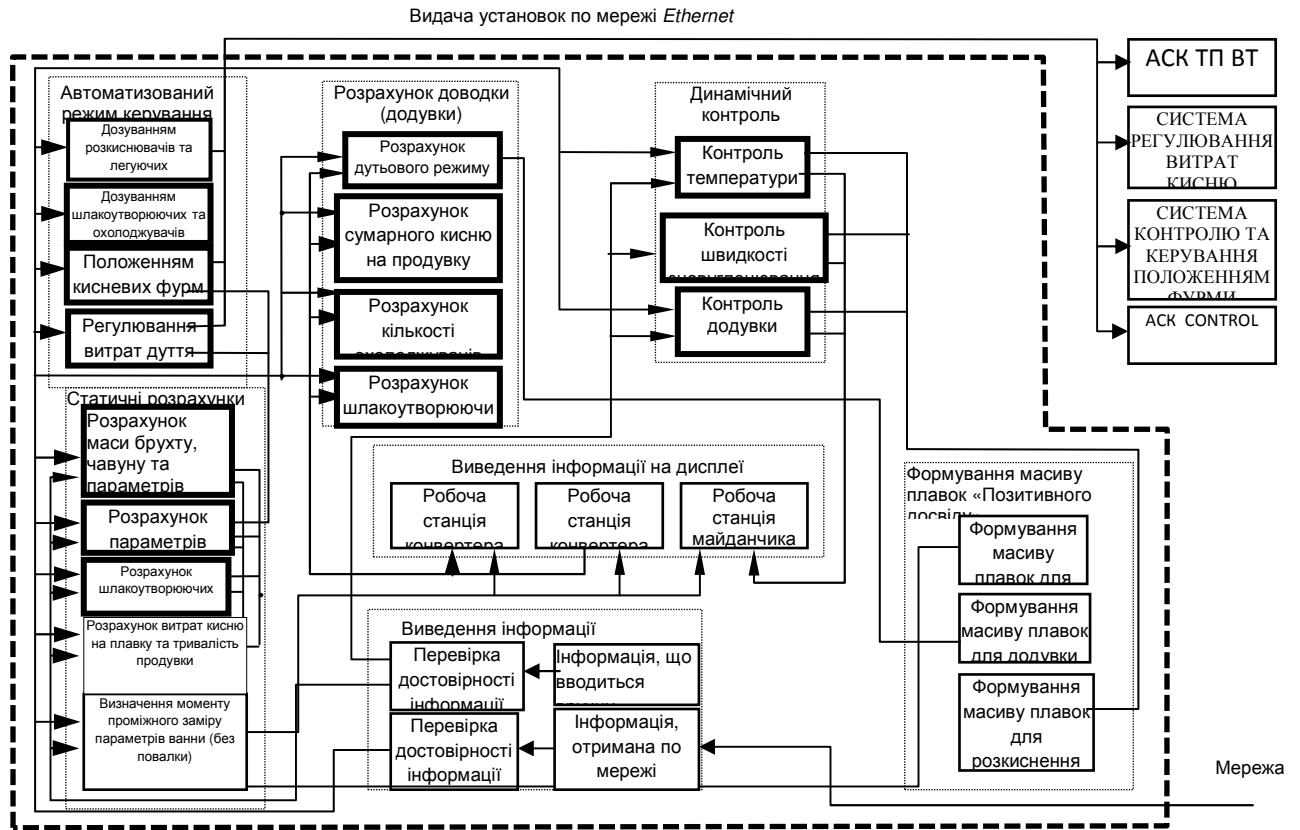 Видача установок по мережі Ethernet
Автоматизований
режим керування
Дозуванням
розкиснювачів та
легуючих
Дозуванням
шлакоутворюючих та
охолоджувачів
Положенням
кисневих фурм
Регулювання
витрат дуття
Статичні розрахунки
Розрахунок
маси брухту,
чавуну та
параметрів
Розрахунок
параметрів
Розрахунок
шлакоутворюючих
Розрахунок витрат кисню
на плавку та тривалість
продувки
Визначення моменту
проміжного заміру
параметрів ванни (без
повалки)
Розрахунок доводки
(додувки)
Розрахунок
дутьового режиму
Розрахунок
сумарного кисню
на продувку
Розрахунок
кількості
охолоджувачів
Розрахунок
шлакоутворюючи
Динамічний
контроль
Контроль
температури
Контроль
швидкості
зневуглецювання
Контроль
додувки
АСК ТП ВТ
СИСТЕМА
РЕГУЛЮВАННЯ
ВИТРАТ
КИСНЮ
СИСТЕМА
КОНТРОЛЮ ТА
КЕРУВАННЯ
ПОЛОЖЕННЯМ
ФУРМИ
АСК CONTROL
Виведення інформації на дисплеї
Робоча
станція
конвертера
Робоча
станція
конвертера
Робоча
станція
майданчика
Формування масиву
плавок «Позитивного
досвіду»
Формування
масиву
плавок для
Формування
масиву плавок
для додувки
Формування
масиву плавок
для
розкиснення
Виведення інформації
Перевірка
достовірності
інформації
Інформація, що
вводиться
Перевірка
достовірності
інформації
Інформація,
отримана по
мережі
Мережа